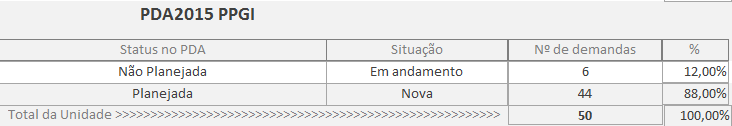 PDA2015 PPGI
Status no PDA Situação Nº de demandas %
Não Planejada Em andamento 6 12,00%
Planejada Nova 44 88,00%
Total da Unidade >>>>>>>>>>>>>>>>>>>>>>>>>>>>>>>>>>>>>>>>>>>>>>>>>>>>>>> 50 100,00%